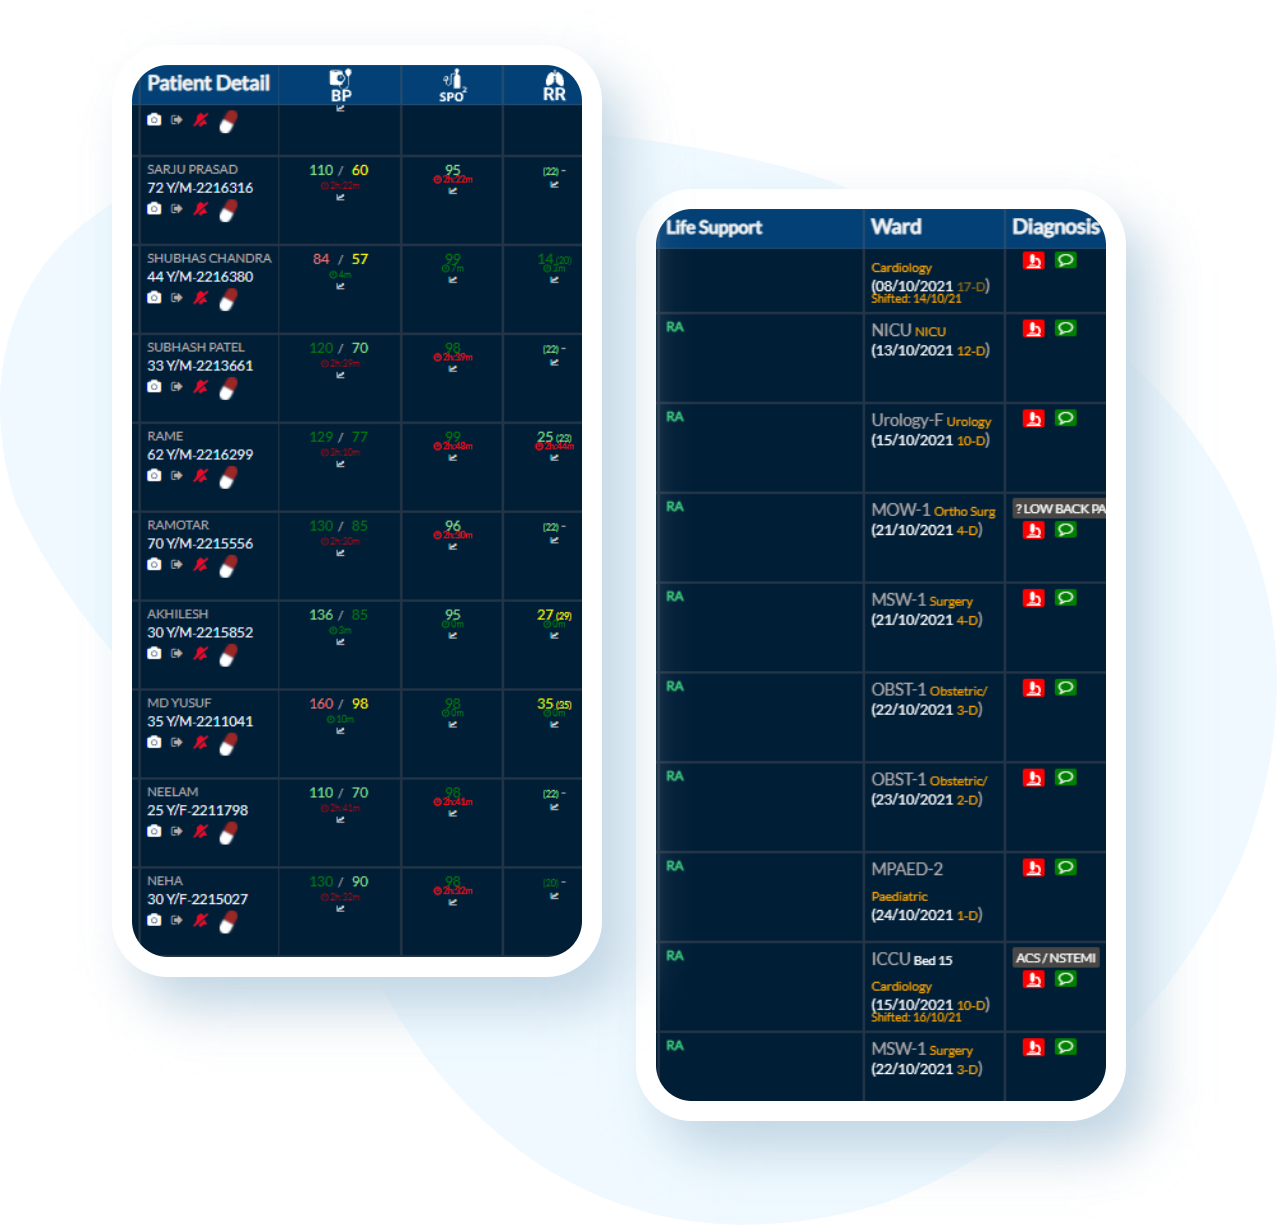 Patient Detail BP SPO2 RR
SARJU PRASAD 110 / 60 95 (22) -
72 Y/M-2216316 2h:22m 2h:22m
SHUBHAS CHANDRA 84 / 57 99 14 (20)
44 Y/M-2216380 4m 7m
SUBHASH PATEL 120 / 70 98 (22) -
33 Y/M-2213661 2h:39m 2h:39m
RAME 129 / 77 99 25 (23)
62 Y/M-2216299 2h:10m 2h:48m 2h:44m
RAMOTAR 130 / 85 96 (22) -
70 Y/M-2215556 2h:30m 2h:30m
AKHILESH 136 / 85 95 27 (29)
30 Y/M-2215852 3m 0m 0m
MD YUSUF 160 / 98 98 35 (35)
35 Y/M-2211041 10m 0m 0m
NEELAM 110 / 70 98 (22) -
25 Y/F-2211798 2h:41m 2h:41m
NEHA 130 / 90 98 (20) -
30 Y/F-2215027 2h:32m 2h:32m
Life Support Ward Diagnosis
Cardiology
(08/10/2021 17-D)
Shifted: 14/10/21
RA NICU NICU
(13/10/2021 12-D)
RA Urology-F Urology
(15/10/2021 10-D)
RA MOW-1 Ortho Surg ? LOW BACK PA
(21/10/2021 4-D)
RA MSW-1 Surgery
(21/10/2021 4-D)
RA OBST-1 Obstetric/
(22/10/2021 3-D)
RA OBST-1 Obstetric/
(23/10/2021 2-D)
RA MPAED-2
Paediatric
(24/10/2021 1-D)
RA ICCU Bed 15 ACS / NSTEMI
Cardiology
(15/10/2021 10-D)
Shifted: 16/10/21
RA MSW-1 Surgery
(22/10/2021 3-D)